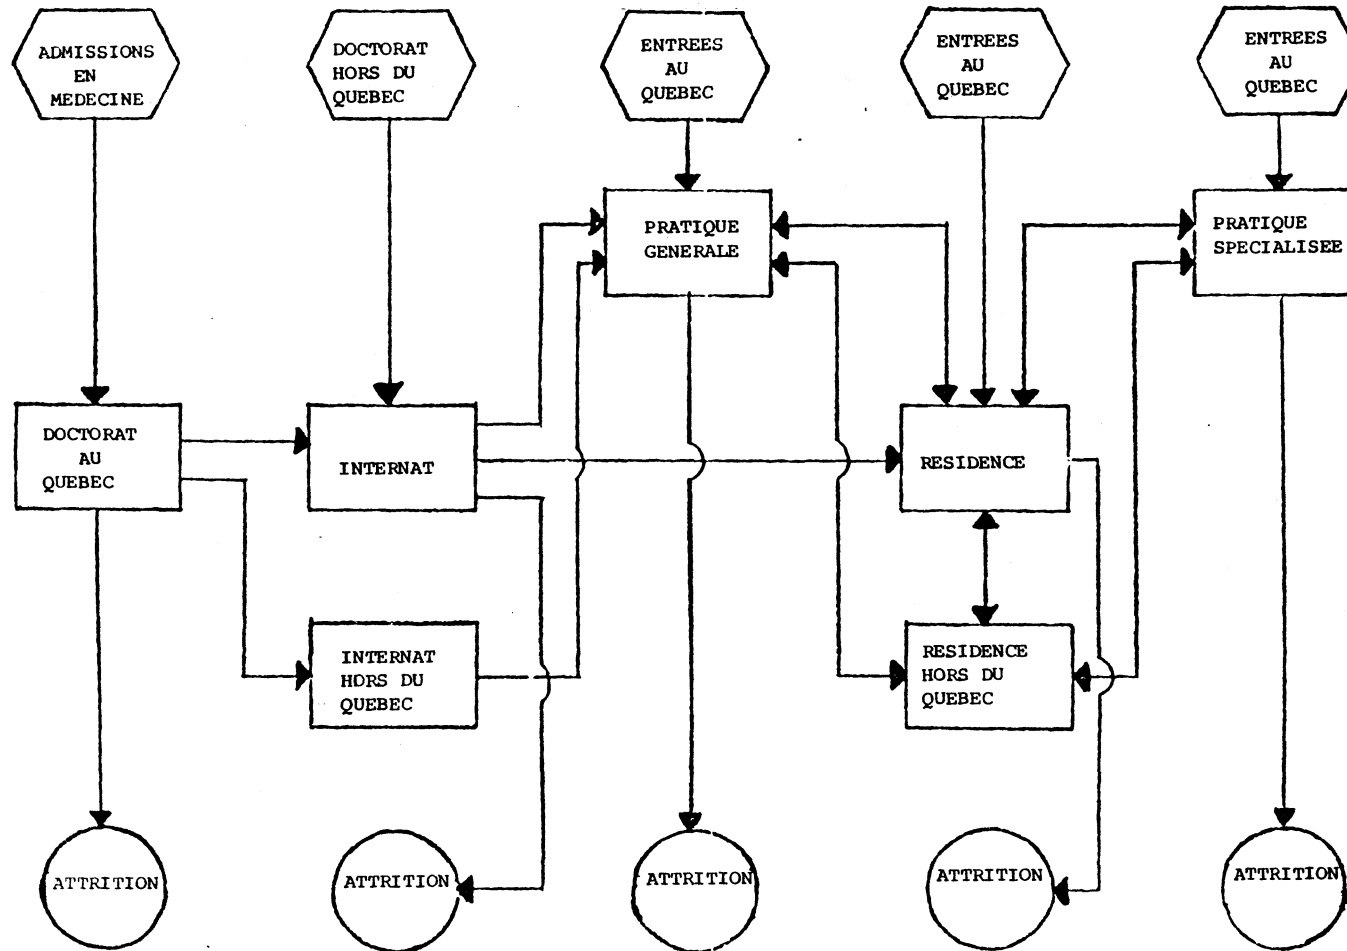 ADMISSIONS
EN
MEDECINE
DOCTORAT
HORS DU
QUEBEC
ENTREES
AU
QUEBEC
ENTREES
AU
QUEBEC
ENTREES
AU
QUEBEC
PRATIQUE
GENERALE
PRATIQUE
SPECIALISEE
DOCTORAT
AU
QUEBEC
INTERNAT
RESIDENCE
INTERNAT
HORS DU
QUEBEC
RESIDENCE
HORS DU
QUEBEC
ATTRITION
ATTRITION
ATTRITION
ATTRITION
ATTRITION